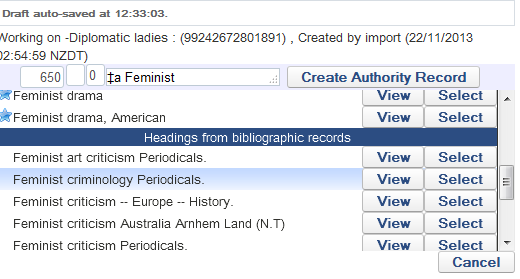 Draft auto-saved at 12:33:03.
Working on -Diplomatic ladies : (99242672801891) , Created by import (22/11/2013
02:54:59 NZDT)
650 0 ‡a Feminist Create Authority Record
Feminist drama View Select
Feminist drama, American View Select
Headings from bibliographic records
Feminist art criticism Periodicals. View Select
Feminist criminology Periodicals. View Select
Feminist criticism -- Europe -- History. View Select
Feminist criticism Australia Arnhem Land (N.T) View Select
Feminist criticism Periodicals. View Select
Cancel